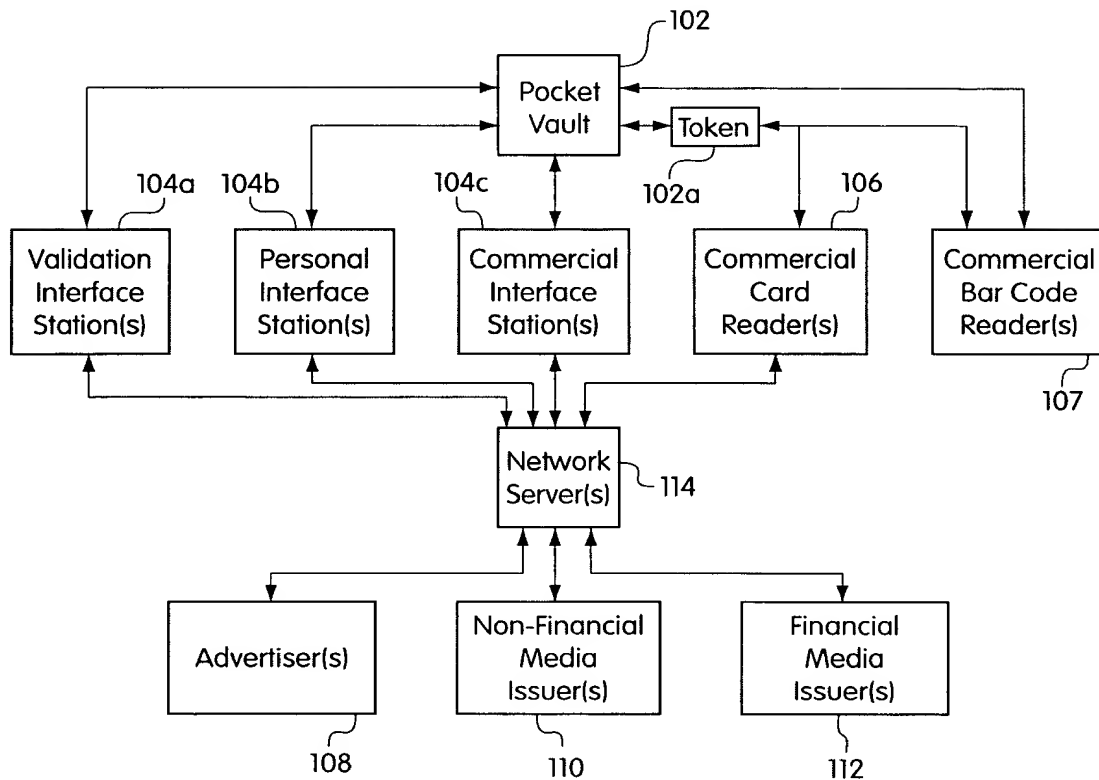 102
Pocket
Vault
Token
102a
104a
104b
104c
106
Validation
Interface
Station(s)
Personal
Interface
Station(s)
Commercial
Interface
Station(s)
Commercial
Card
Reader(s)
Commercial
Bar Code
Reader(s)
107
Network
Server(s)
114
Advertiser(s)
Non-Financial
Media
Issuer(s)
Financial
Media
Issuer(s)
108
110
112